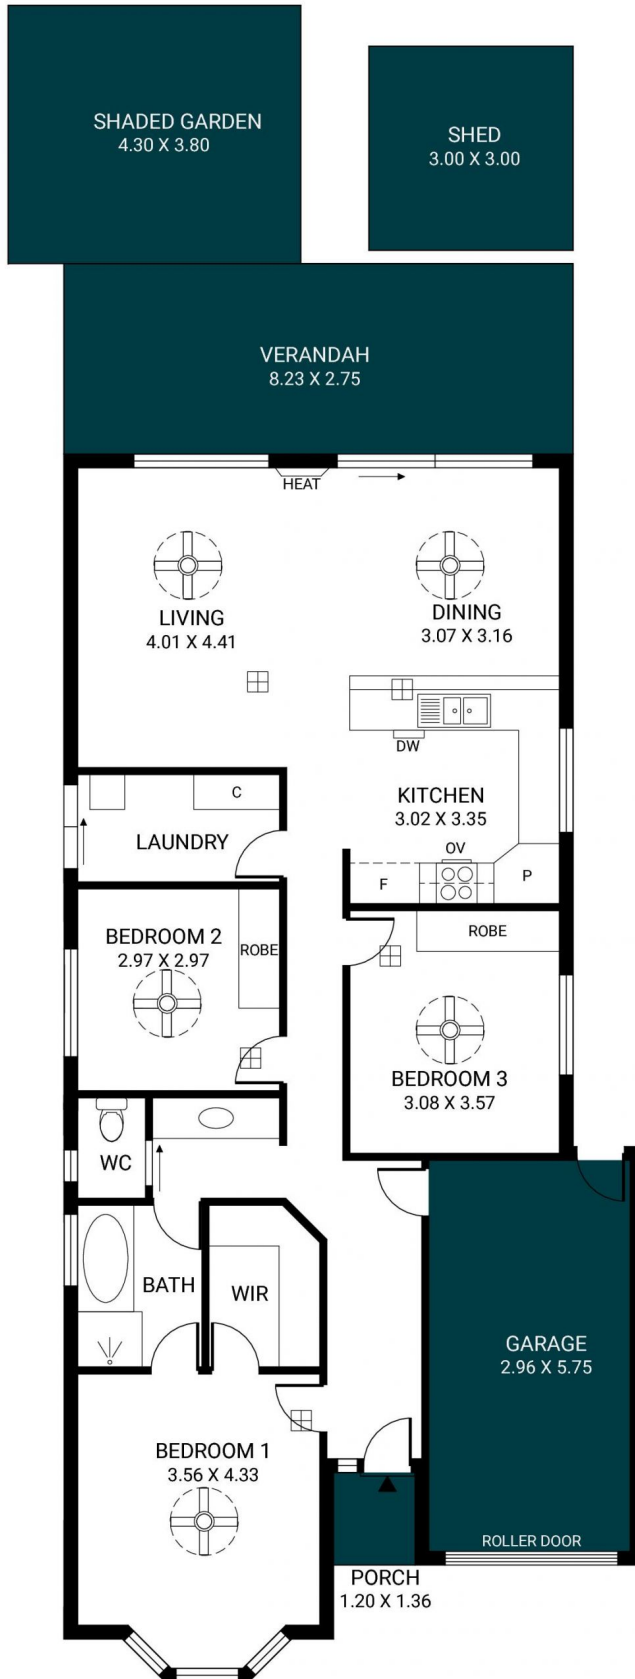 SHADED GARDEN
4.30 X 3.80
SHED
3.00 X 3.00
VERANDAH
8.23 X 2.75
HEAT
LIVING
4.01 X 4.41
DINING
3.07 X 3.16
DW
KITCHEN
3.02 X 3.35
OV
F
P
C
LAUNDRY
BEDROOM 2
2.97 X 2.97
ROBE
ROBE
BEDROOM 3
3.08 X 3.57
WC
BATH
WIR
GARAGE
2.96 X 5.75
ROLLER DOOR
BEDROOM 1
3.56 X 4.33
PORCH
1.20 X 1.36